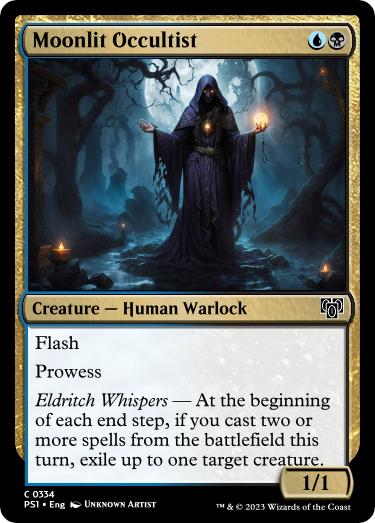 Moonlit Occultist
Creature — Human Warlock
Flash
Prowess
Eldritch Whispers — At the beginning
of each end step, if you cast two or
more spells from the battlefield this
turn, exile up to one target creature.
1/1
C 0334
PS1 • Eng Unknown Artist
™ & © 2023 Wizards of the Coast